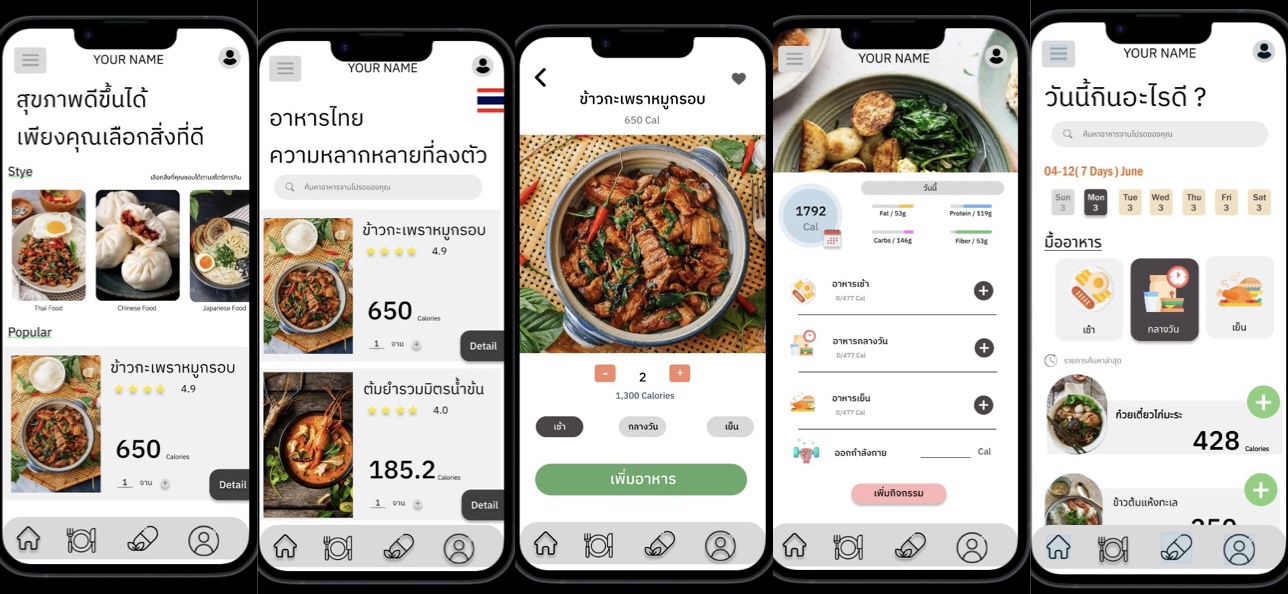 YOUR NAME
สุขภาพดีขึ้นได้
เพียงคุณเลือกสิ่งที่ดี
Stye
เลือกสิ่งที่คุณชอบได้ตามสไตร์การกิน
Thai Food
Chinese Food
Japanese Food
Popular
ข้าวกะเพราหมูกรอบ
4.9
650 Calories
1 จาน +
Detail
YOUR NAME
อาหารไทย
ความหลากหลายที่ลงตัว
ค้นหาอาหารจานโปรดของคุณ
ข้าวกะเพราหมูกรอบ
4.9
650 Calories
1 จาน +
Detail
ต้มยำรวมมิตรน้ำข้น
4.0
185.2 Calories
1 จาน +
Detail
ข้าวกะเพราหมูกรอบ
650 Cal
- 2 +
1,300 Calories
เช้า กลางวัน เย็น
เพิ่มอาหาร
YOUR NAME
1792
Cal
วันนี้
Fat / 53g
Protein / 119g
Carbs / 146g
Fiber / 53g
อาหารเช้า
0/477 Cal
อาหารกลางวัน
0/477 Cal
อาหารเย็น
0/477 Cal
ออกกำลังกาย Cal
เพิ่มกิจกรรม
YOUR NAME
วันนี้กินอะไรดี ?
ค้นหาอาหารจานโปรดของคุณ
04-12( 7 Days ) June
Sun Mon Tue Wed Thu Fri Sat
3 3 3 3 3 3 3
มื้ออาหาร
เช้า กลางวัน เย็น
รายการค้นหาล่าสุด
ก๋วยเตี๋ยวไก่มะระ
428 Calories
ข้าวต้มแห้งทะเล